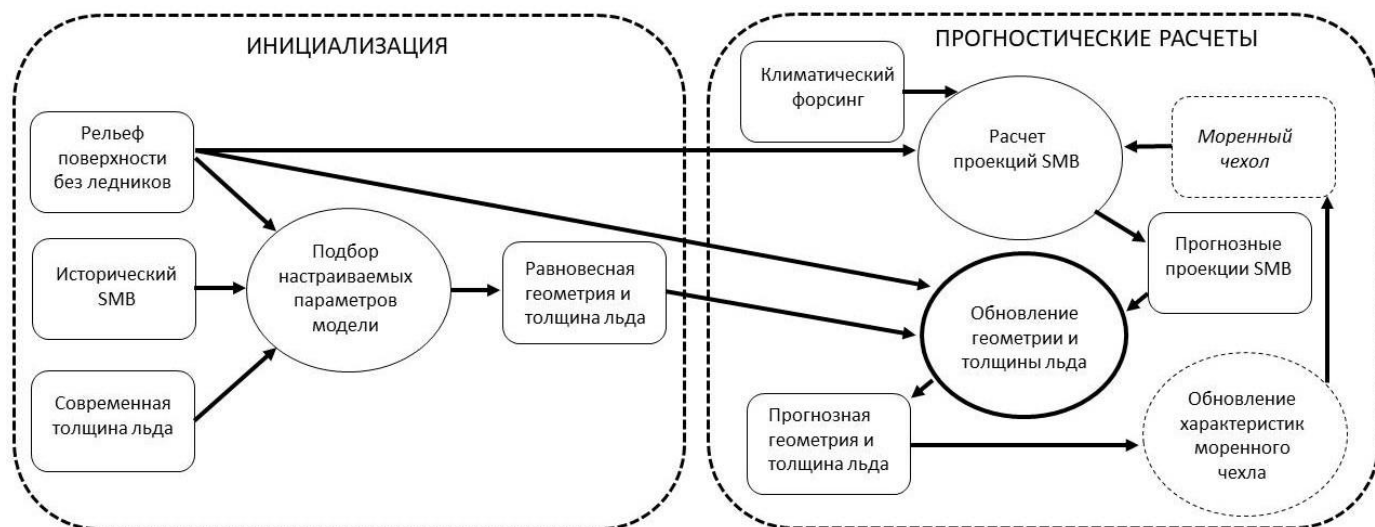 ИНИЦИАЛИЗАЦИЯ
Рельеф
поверхности
без ледников
Исторический
SMB
Современная
толщина льда
Подбор
настраиваемых
параметров
модели
Равновесная
геометрия и
толщина льда
ПРОГНОСТИЧЕСКИЕ РАСЧЕТЫ
Климатический
форсинг
Расчет
проекций SMB
Моренный
чехол
Прогнозные
проекции SMB
Обновление
геометрии и
толщины льда
Прогнозная
геометрия и
толщина льда
Обновление
характеристик
моренного
чехла